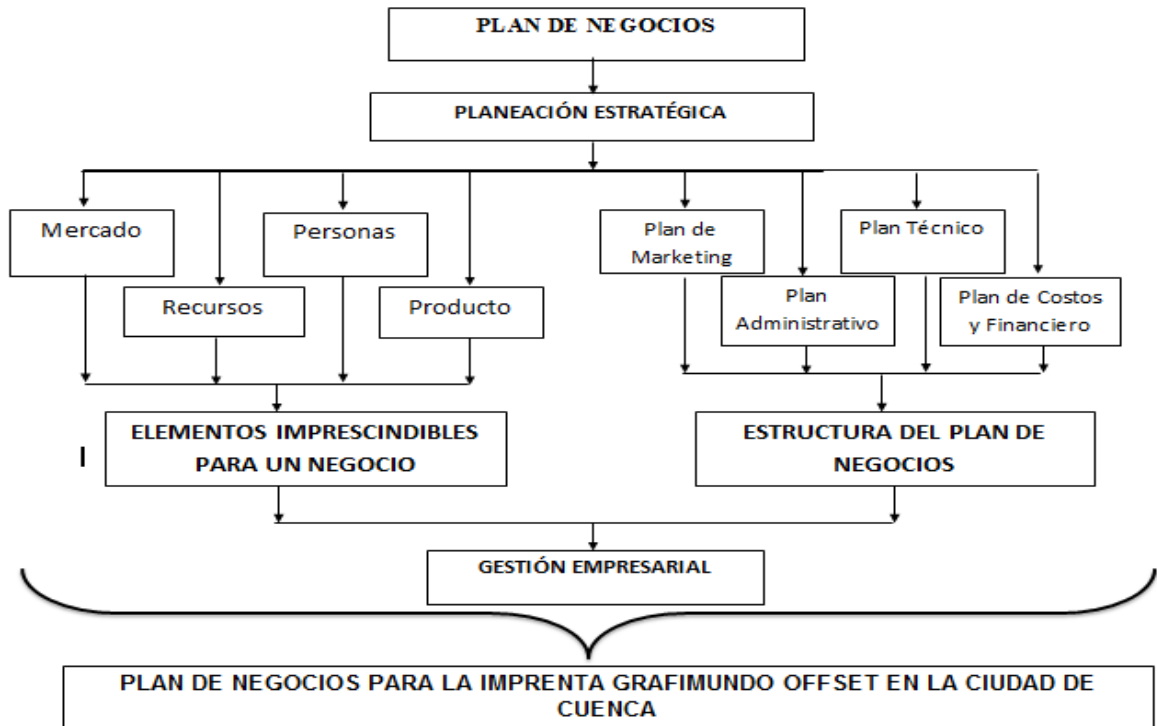 PLAN DE NEGOCIOS
PLANEACIÓN ESTRATÉGICA
Mercado
Recursos
Personas
Producto
Plan de
Marketing
Plan
Administrativo
Plan Técnico
Plan de Costos
y Financiero
ELEMENTOS IMPRESCINDIBLES
PARA UN NEGOCIO
I
ESTRUCTURA DEL PLAN DE
NEGOCIOS
GESTIÓN EMPRESARIAL
PLAN DE NEGOCIOS PARA LA IMPRENTA GRAFIMUNDO OFFSET EN LA CIUDAD DE
CUENCA